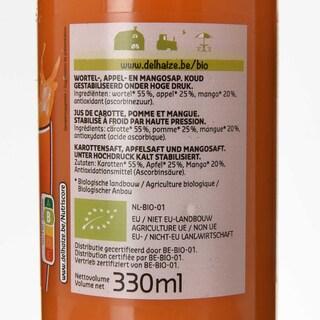 www.delhaize.be/bio
WORTEL-, APPEL- EN MANGOSAP. KOUD
GESTABILISEERD ONDER HOGE DRUK.
Ingrediënten: wortel* 55 %, appel* 25%, mango* 20%,
antioxidant (ascorbinezuur).
JUS DE CAROTTE, POMME ET MANGUE.
STABILISÉ À FROID PAR HAUTE PRESSION.
Ingrédients: carotte* 55 %, pomme* 25%, mangue* 20%,
antioxydant (acide ascorbique).
KAROTTENSAFT, APFELSAFT UND MANGOSAFT.
UNTER HOCHDRUCK KALT STABILISIERT.
Zutaten: Karotten* 55 %, Apfel* 25%, Mango* 20%,
Antioxidationsmittel (Ascorbinsäure).
* Biologische landbouw / Agriculture biologique /
Biologischer Anbau
NL-BIO-01
EU / NIET EU-LANDBOUW
AGRICULTURE UE / NON UE
EU- / NICHT-EU LANDWIRTSCHAFT
Distributie gecertifieerd door BE-BIO-01.
Distribution certifiée par BE-BIO-01.
Vertrieb zertifiziert von BE-BIO-01.
Nettovolume
Volume net
330ml
B
www.delhaize.be/Nutriscore